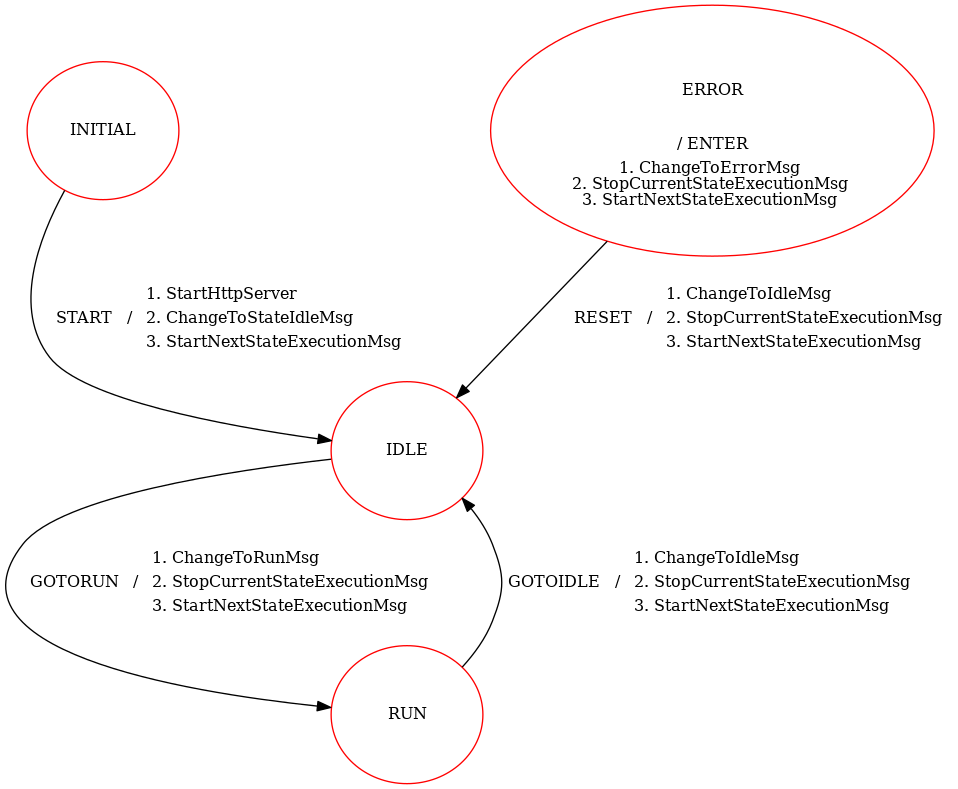 INITIAL
ERROR
/ ENTER
1. ChangeToErrorMsg
2. StopCurrentStateExecutionMsg
3. StartNextStateExecutionMsg
START /
1. StartHttpServer
2. ChangeToStateIdleMsg
3. StartNextStateExecutionMsg
RESET /
1. ChangeToIdleMsg
2. StopCurrentStateExecutionMsg
3. StartNextStateExecutionMsg
IDLE
GOTORUN /
1. ChangeToRunMsg
2. StopCurrentStateExecutionMsg
3. StartNextStateExecutionMsg
GOTOIDLE /
1. ChangeToIdleMsg
2. StopCurrentStateExecutionMsg
3. StartNextStateExecutionMsg
RUN